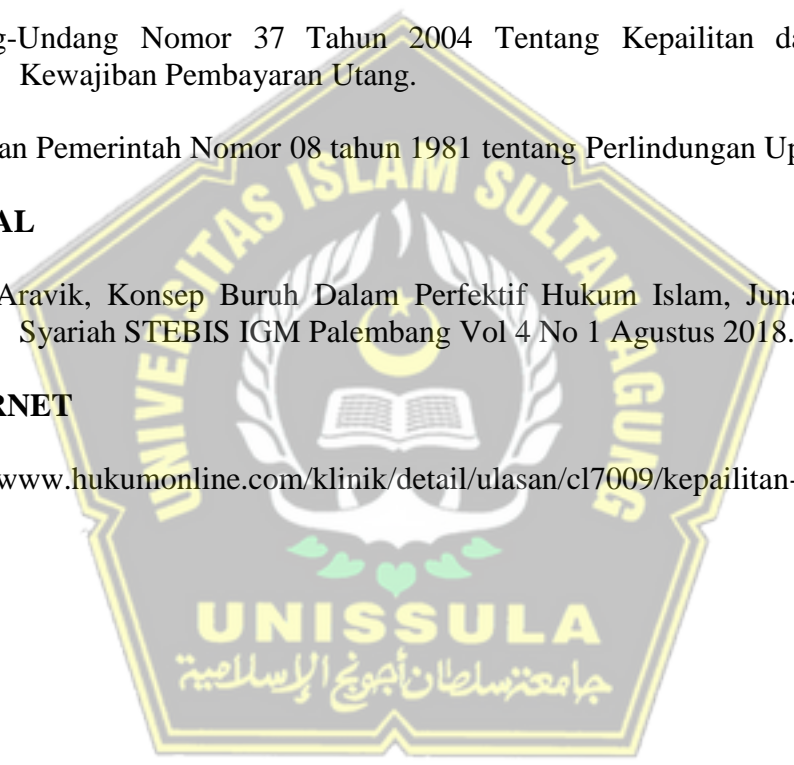 g-Undang Nomor 37 Tahun 2004 Tentang Kepailitan da
Kewajiban Pembayaran Utang.
an Pemerintah Nomor 08 tahun 1981 tentang Perlindungan Up
AL
Aravik, Konsep Buruh Dalam Perfektif Hukum Islam, Juna
Syariah STEBIS IGM Palembang Vol 4 No 1 Agustus 2018.
RNET
www.hukumonline.com/klinik/detail/ulasan/cl7009/kepailitan-
UNIVERSITAS ISLAM SULTAN AGUNG
UNISSULA
جامعة سلطان أجونج الإسلامية